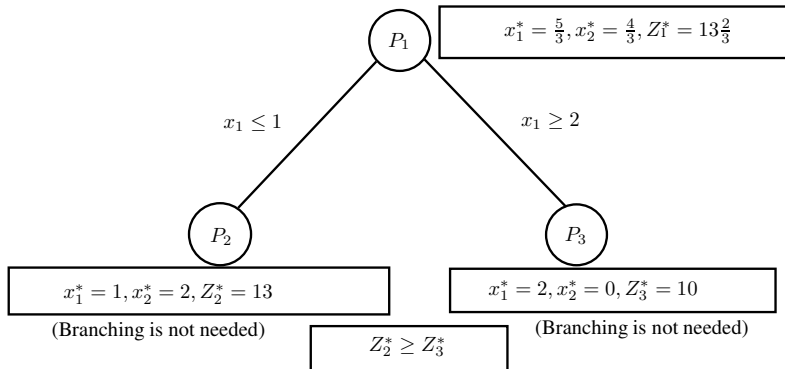 P₁
x₁* = 5/3, x₂* = 4/3, Z₁* = 13 2/3
x₁ ≤ 1
x₁ ≥ 2
P₂
P₃
x₁* = 1, x₂* = 2, Z₂* = 13
x₁* = 2, x₂* = 0, Z₃* = 10
(Branching is not needed)
(Branching is not needed)
Z₂* ≥ Z₃*